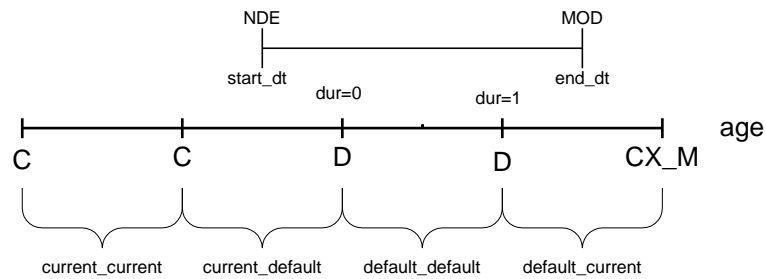 NDE MOD
start_dt end_dt
dur=0 dur=1
age
C C D D CX_M
current_current current_default default_default default_current